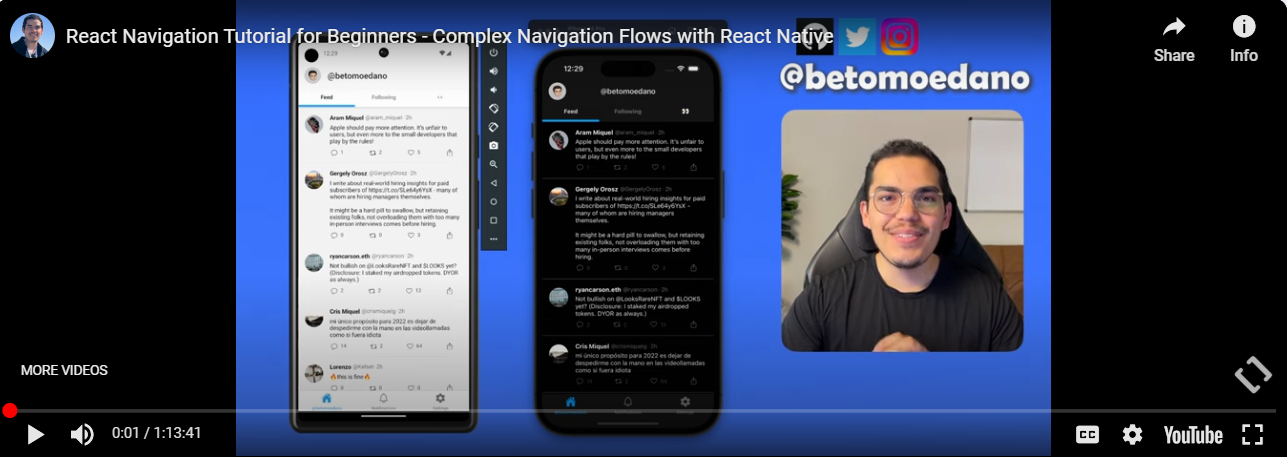 React Navigation Tutorial for Beginners - Complex Navigation Flows with React Native
Share
Info
@betomoedano
12:29
@betomoedano
Feed
Following
Aram Miquel @aram_miquel 2h
Apple should pay more attention. It's unfair to
users, but even more to the small developers that
play by the rules!
1
2
5
Gergely Orosz @GergelyOrosz 2h
I write about real-world hiring insights for paid
subscribers of https://t.co/SLe64y6YsX - many of
whom are hiring managers themselves.
It might be a hard pill to swallow, but retaining
existing folks, not overloading them with too many
in-person interviews comes before hiring.
ryancarson.eth @ryancarson 2h
Not bullish on @LooksRareNFT and $LOOKS yet?
(Disclosure: I staked my airdropped tokens. DYOR
as always.)
2
2
Cris Miquel 2h
mi único propósito para 2022 es dejar de
despedirme con la mano en las videollamadas
como si fuera idiota
14
2
Lorenzo 2h
this is fine
Settings
12:29
@betomoedano
Feed
Following
Aram Miquel @aram_miquel 2h
Apple should pay more attention. It's unfair to
users, but even more to the small developers
that play by the rules!
Gergely Orosz @GergelyOrosz 2h
I write about real-world hiring insights for paid
subscribers of https://t.co/SLe64y6YsX -
many of whom are hiring managers
themselves.
It might be a hard pill to swallow, but retaining
existing folks, not overloading them with too
many in-person interviews comes before
hiring.
ryancarson.eth @ryancarson 2h
Not bullish on @LooksRareNFT and $LOOKS
yet? (Disclosure: I staked my airdropped
tokens. DYOR as always.)
Cris Miquel 2h
mi único propósito para 2022 es dejar de
despedirme con la mano en las videollamadas
como si fuera idiota
MORE VIDEOS
0:01 / 1:13:41
CC
YouTube